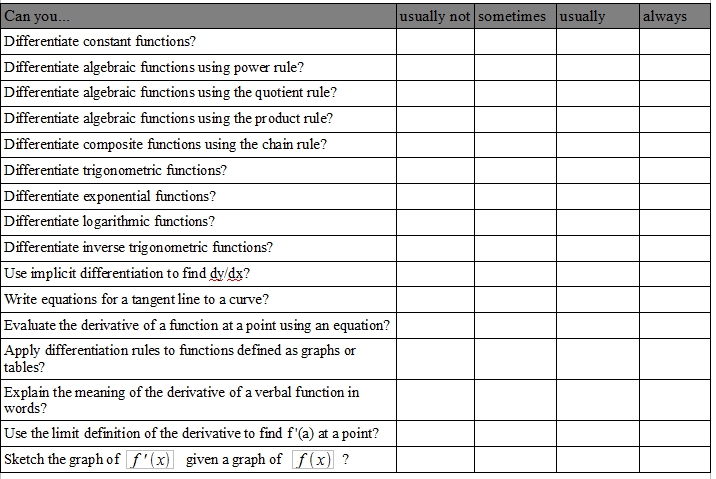 Can you... usually not sometimes usually always
Differentiate constant functions?
Differentiate algebraic functions using power rule?
Differentiate algebraic functions using the quotient rule?
Differentiate algebraic functions using the product rule?
Differentiate composite functions using the chain rule?
Differentiate trigonometric functions?
Differentiate exponential functions?
Differentiate logarithmic functions?
Differentiate inverse trigonometric functions?
Use implicit differentiation to find dy/dx?
Write equations for a tangent line to a curve?
Evaluate the derivative of a function at a point using an equation?
Apply differentiation rules to functions defined as graphs or
tables?
Explain the meaning of the derivative of a verbal function in
words?
Use the limit definition of the derivative to find f'(a) at a point?
Sketch the graph of f'(x) given a graph of f(x) ?